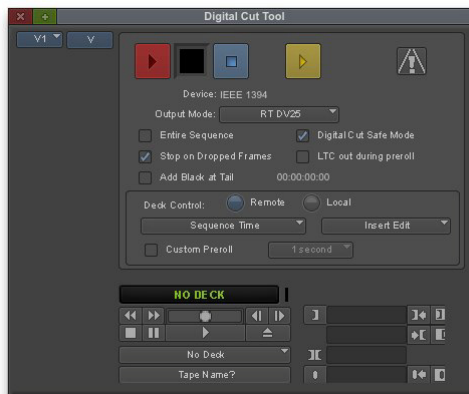 Digital Cut Tool
V1 V
Device: IEEE 1394
Output Mode: RT DV25
Entire Sequence Digital Cut Safe Mode
Stop on Dropped Frames LTC out during preroll
Add Black at Tail 00:00:00:00
Deck Control: Remote Local
Sequence Time Insert Edit
Custom Preroll 1 second
NO DECK
No Deck
Tape Name?